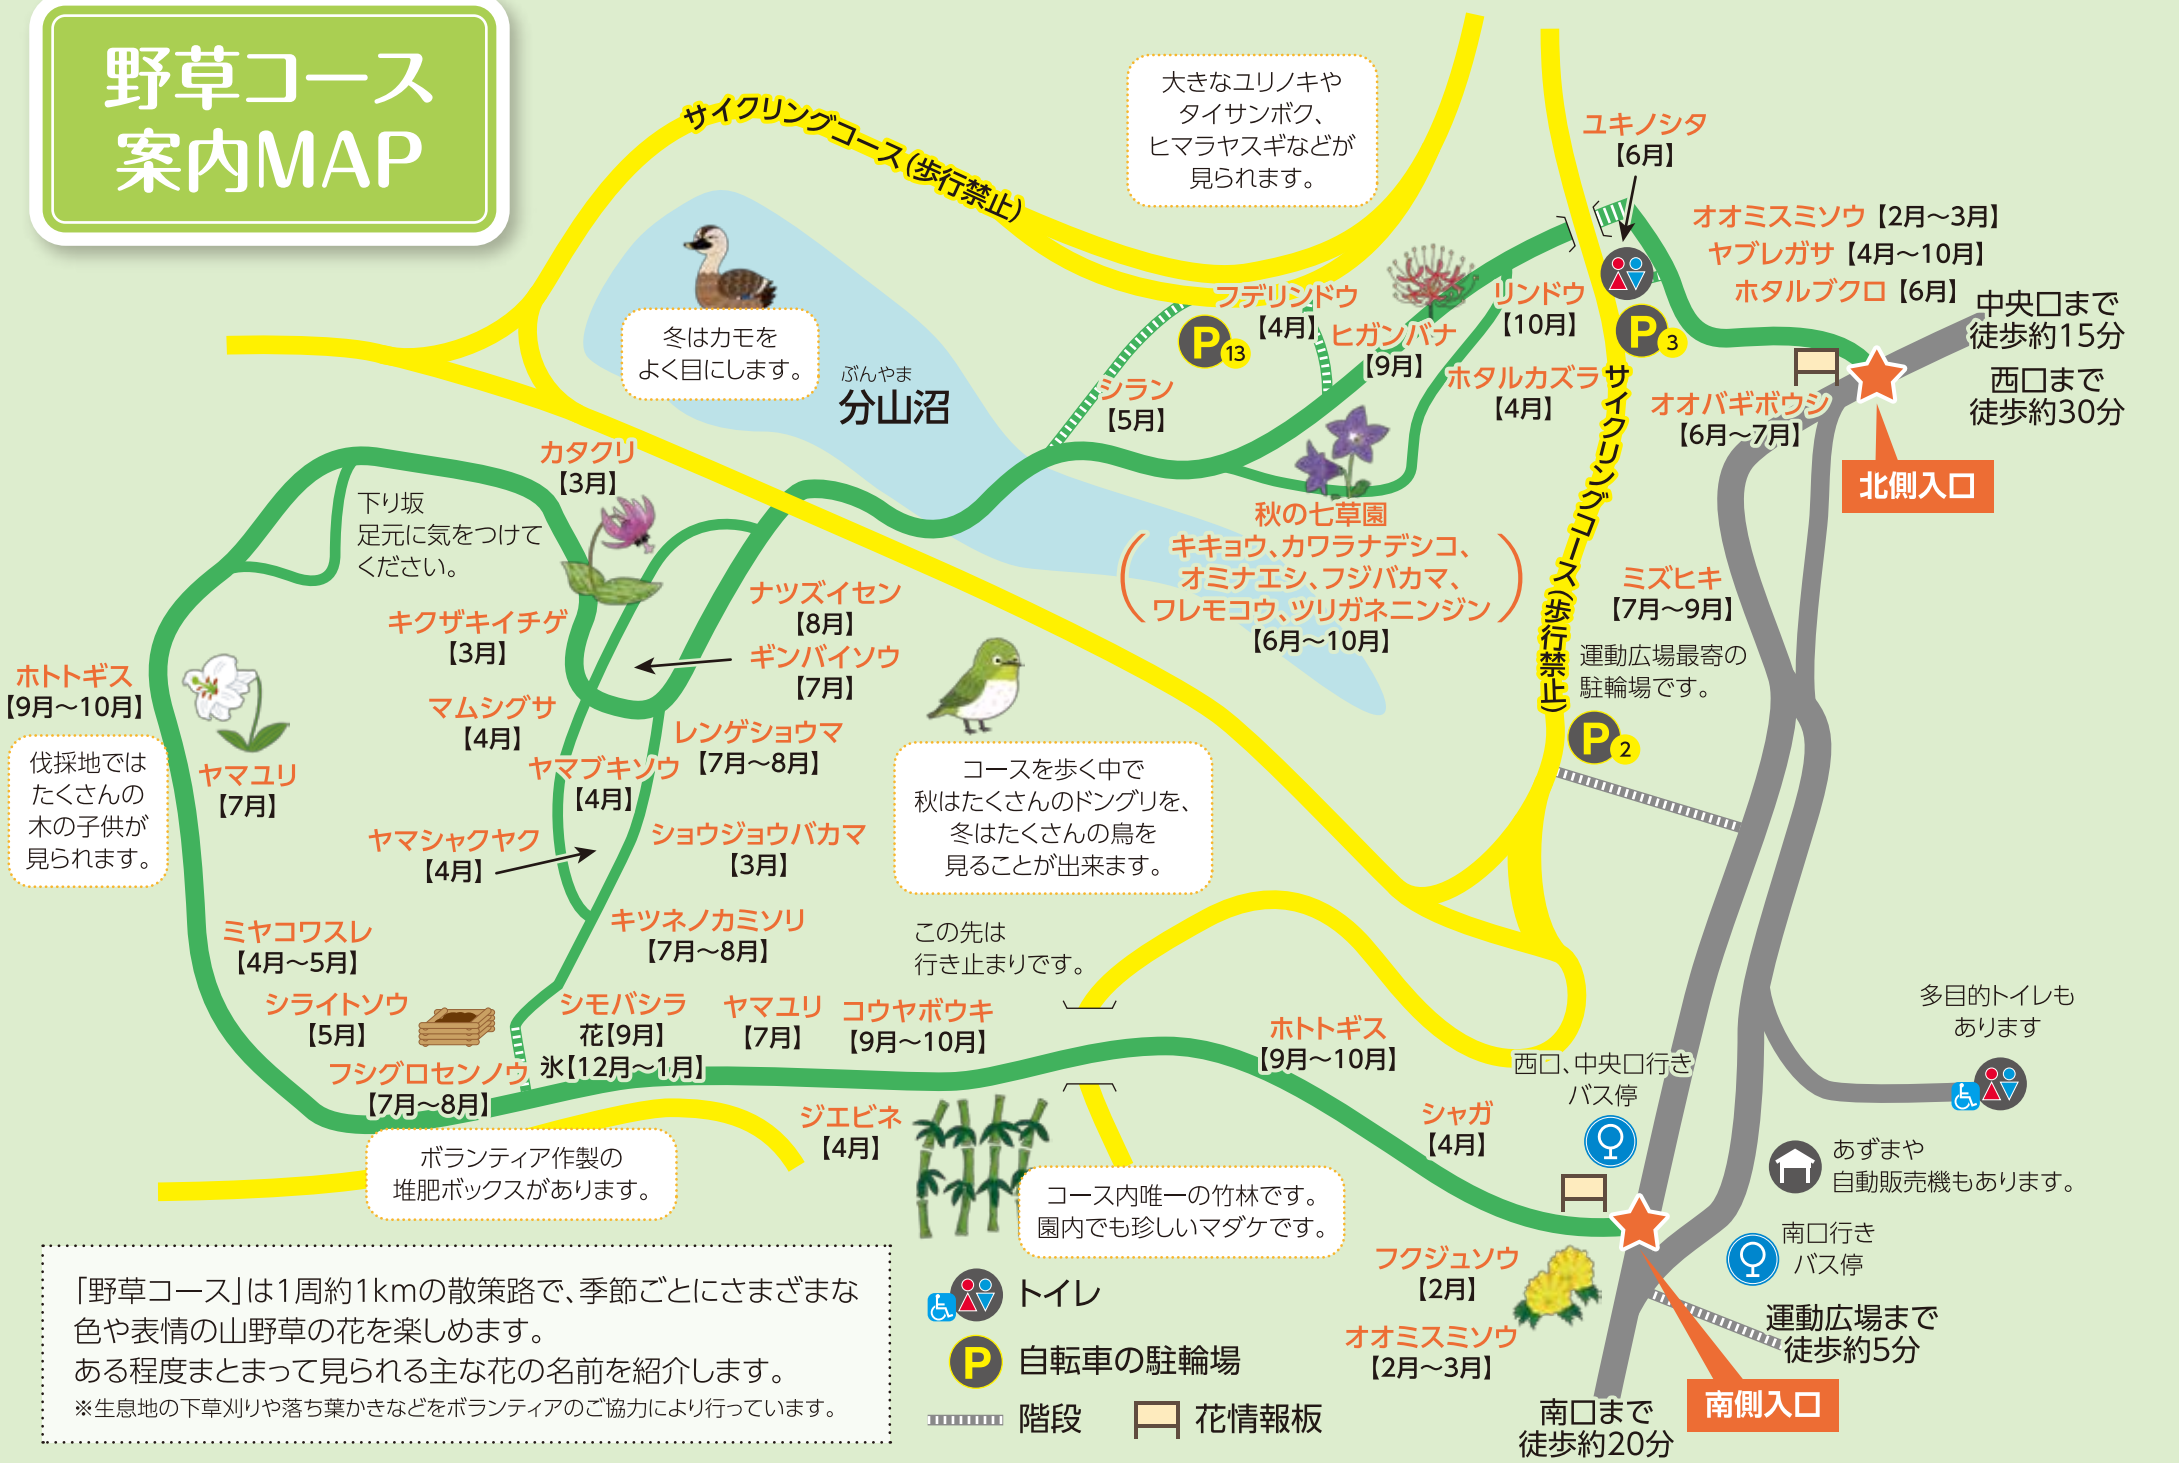 野草コース
案内MAP
サイクリングコース(歩行禁止)
大きなユリノキや
タイサンボク、
ヒマラヤスギなどが
見られます。
ユキノシタ
【6月】
オオミスミソウ【2月〜3月】
ヤブレガサ【4月〜10月】
ホタルブクロ【6月】
中央口まで
徒歩約15分
西口まで
徒歩約30分
北側入口
冬はカモを
よく目にします。
ぶんやま
分山沼
フデリンドウ
【4月】
P13
シラン
【5月】
ヒガンバナ
【9月】
リンドウ
【10月】
ホタルカズラ
【4月】
P3
オオバギボウシ
【6月〜7月】
サイクリングコース(歩行禁止)
秋の七草園
(キキョウ、カワラナデシコ、
オミナエシ、フジバカマ、
ワレモコウ、ツリガネニンジン)
【6月〜10月】
ミズヒキ
【7月〜9月】
運動広場最寄の
駐輪場です。
P2
カタクリ
【3月】
下り坂
足元に気をつけて
ください。
キクザキイチゲ
【3月】
ナツズイセン
【8月】
ギンバイソウ
【7月】
ホトトギス
【9月〜10月】
伐採地では
たくさんの
木の子供が
見られます。
ヤマユリ
【7月】
マムシグサ
【4月】
レンゲショウマ
【7月〜8月】
ヤマブキソウ
【4月】
ヤマシャクヤク
【4月】
ショウジョウバカマ
【3月】
コースを歩く中で
秋はたくさんのドングリを、
冬はたくさんの鳥を
見ることが出来ます。
キツネノカミソリ
【7月〜8月】
この先は
行き止まりです。
ミヤコワスレ
【4月〜5月】
シライトソウ
【5月】
フシグロセンノウ
【7月〜8月】
シモバシラ
花【9月】
氷【12月〜1月】
ヤマユリ
【7月】
コウヤボウキ
【9月〜10月】
ホトトギス
【9月〜10月】
ボランティア作製の
堆肥ボックスがあります。
ジエビネ
【4月】
コース内唯一の竹林です。
園内でも珍しいマダケです。
シャガ
【4月】
西口、中央口行き
バス停
多目的トイレも
あります
あずまや
自動販売機もあります。
南口行き
バス停
運動広場まで
徒歩約5分
フクジュソウ
【2月】
オオミスミソウ
【2月〜3月】
南側入口
南口まで
徒歩約20分
「野草コース」は1周約1kmの散策路で、季節ごとにさまざまな
色や表情の山野草の花を楽しめます。
ある程度まとまって見られる主な花の名前を紹介します。
※生息地の下草刈りや落ち葉かきなどをボランティアのご協力により行っています。
トイレ
P 自転車の駐輪場
階段
花情報板